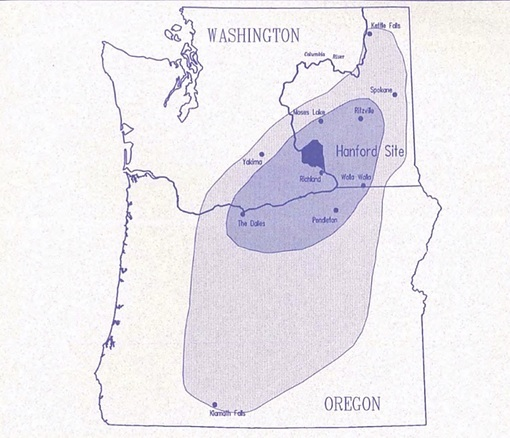 Kettle Falls
WASHINGTON
Columbia River
Spokane
Moses Lake
Ritzville
Hanford Site
Yakima
Richland
Walla Walla
The Dalles
Pendleton
Klamath Falls
OREGON